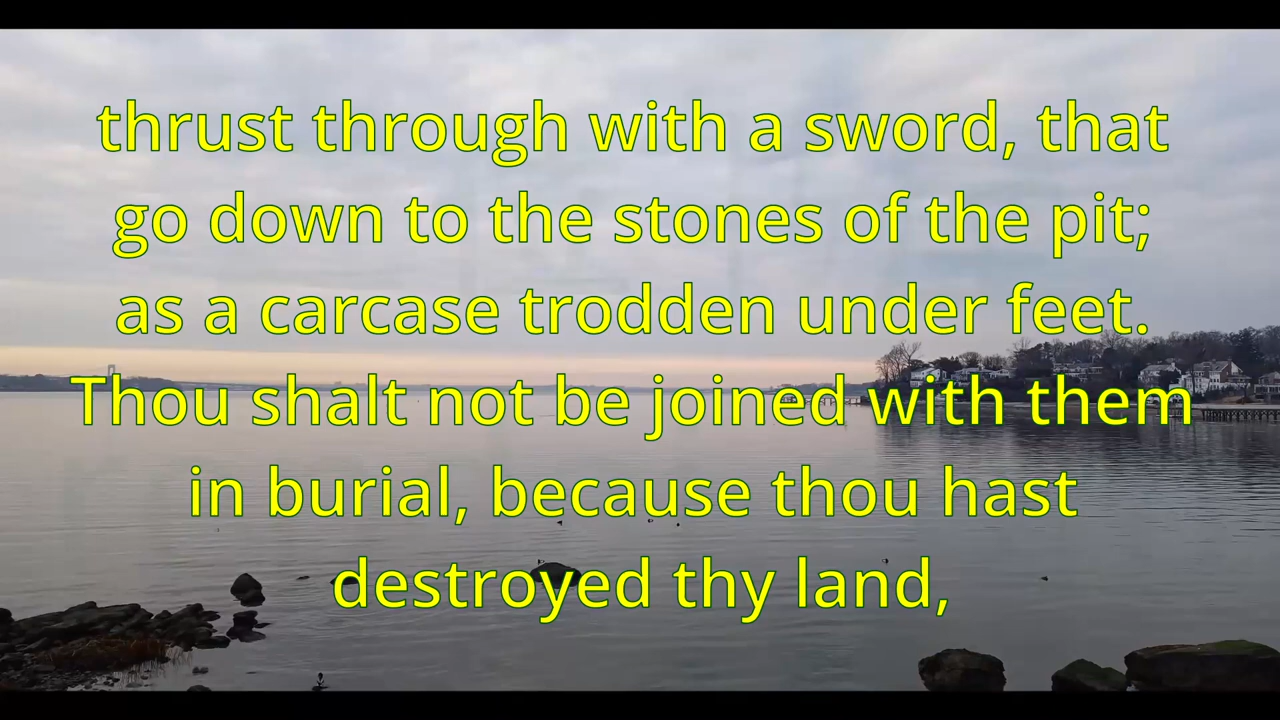 thrust through with a sword, that
go down to the stones of the pit;
as a carcase trodden under feet.
Thou shalt not be joined with them
in burial, because thou hast
destroyed thy land,